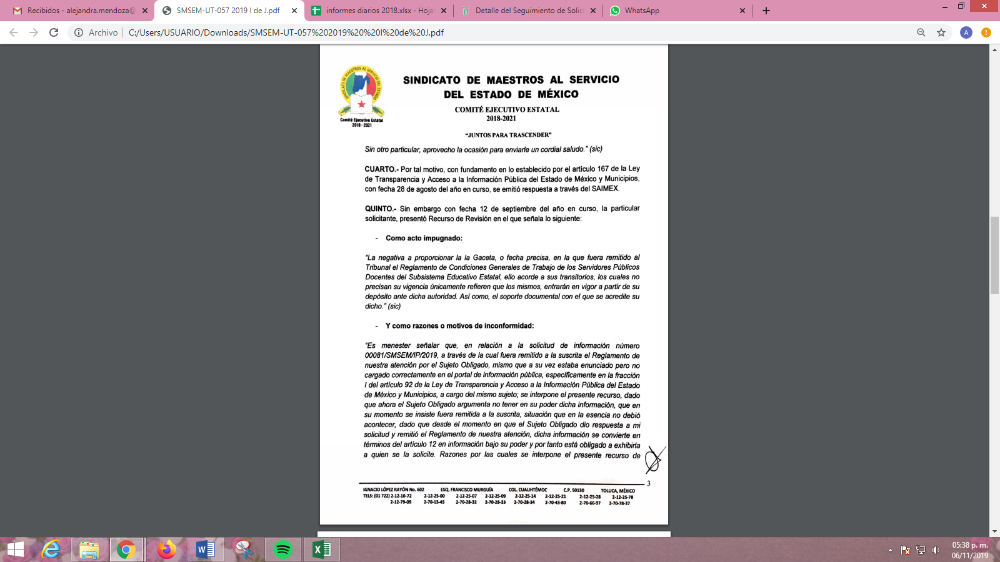 Recibidos - alejandra.mendoza@
SMSEM-UT-057 2019 I de J.pdf
informes diarios 2018.xlsx - Hoja
Detalle del Seguimiento de Solici
WhatsApp
Archivo
C:/Users/USUARIO/Downloads/SMSEM-UT-057%202019%20%20I%20de%20J.pdf
A
SINDICATO DE MAESTROS AL SERVICIO DEL ESTADO
Comité Ejecutivo Estatal
2018 - 2021
SINDICATO DE MAESTROS AL SERVICIO
DEL ESTADO DE MÉXICO
COMITÉ EJECUTIVO ESTATAL
2018-2021
“JUNTOS PARA TRASCENDER”
Sin otro particular, aprovecho la ocasión para enviarle un cordial saludo.” (sic)
CUARTO.- Por tal motivo, con fundamento en lo establecido por el artículo 167 de la Ley
de Transparencia y Acceso a la Información Pública del Estado de México y Municipios,
con fecha 28 de agosto del año en curso, se emitió respuesta a través del SAIMEX.
QUINTO.- Sin embargo con fecha 12 de septiembre del año en curso, la particular
solicitante, presentó Recurso de Revisión en el que señala lo siguiente:
- Como acto impugnado:
“La negativa a proporcionar la la Gaceta, o fecha precisa, en la que fuera remitido al
Tribunal el Reglamento de Condiciones Generales de Trabajo de los Servidores Públicos
Docentes del Subsistema Educativo Estatal, ello acorde a sus transitorios, los cuales no
precisan su vigencia únicamente refieren que los mismos, entrarán en vigor a partir de su
depósito ante dicha autoridad. Así como, el soporte documental con el que se acredite su
dicho.” (sic)
- Y como razones o motivos de inconformidad:
“Es menester señalar que, en relación a la solicitud de información número
00081/SMSEM/IP/2019, a través de la cual fuera remitido a la suscrita el Reglamento de
nuestra atención por el Sujeto Obligado, mismo que a su vez estaba enunciado pero no
cargado correctamente en el portal de información pública, específicamente en la fracción
I del artículo 92 de la Ley de Transparencia y Acceso a la Información Pública del Estado
de México y Municipios, a cargo del mismo sujeto; se interpone el presente recurso, dado
que ahora el Sujeto Obligado argumenta no tener en su poder dicha información, que en
su momento se insiste fuera remitida a la suscrita, situación que en la esencia no debió
acontecer, dado que desde el momento en que el Sujeto Obligado dio respuesta a mi
solicitud y remitió el Reglamento de nuestra atención, dicha información se convierte en
términos del artículo 12 en información bajo su poder y por tanto está obligado a exhibirla
a quien se la solicite. Razones por las cuales se interpone el presente recurso de
3
IGNACIO LÓPEZ RAYÓN No. 602 ESQ. FRANCISCO MURGUÍA COL. CUAUHTÉMOC C.P. 50130 TOLUCA, MÉXICO
TELS: (01 722) 2-12-10-72 2-12-25-00 2-12-25-07 2-12-25-09 2-12-25-14 2-12-25-21 2-12-25-28 2-12-25-78
2-12-79-09 2-70-13-45 2-70-28-32 2-70-28-33 2-70-28-34 2-70-43-80 2-70-66-97 2-70-78-37
05:38 p. m.
06/11/2019